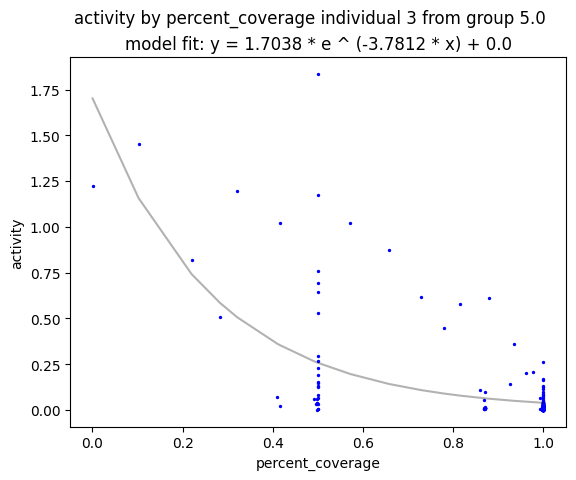 activity by percent_coverage individual 3 from group 5.0
model fit: y = 1.7038 * e ^ (-3.7812 * x) + 0.0
1.75
1.50
1.25
1.00
0.75
0.50
0.25
0.00
activity
0.0 0.2 0.4 0.6 0.8 1.0
percent_coverage